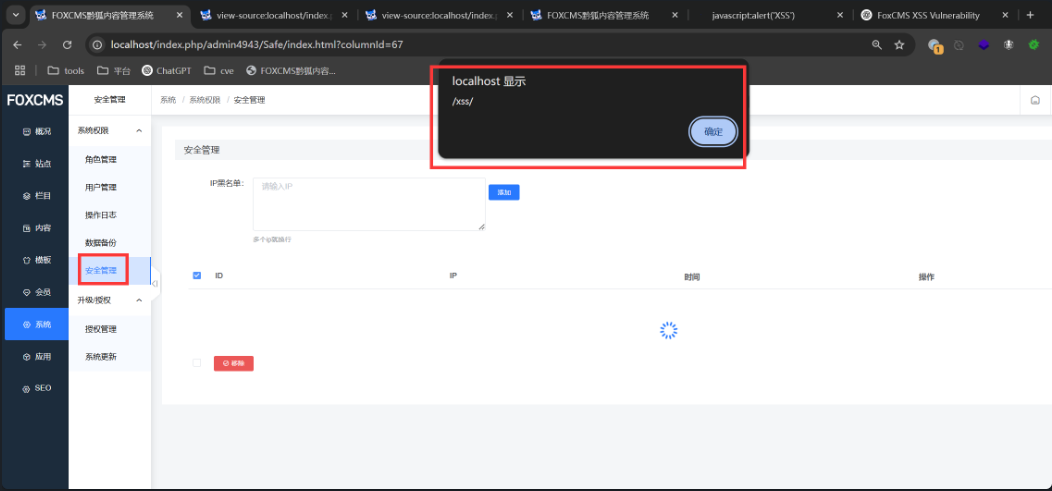 FOXCMS黔狐内容管理系统
view-source:localhost/index.
view-source:localhost/index.
FOXCMS黔狐内容管理系统
javascript:alert('XSS')
FoxCMS XSS Vulnerability
localhost/index.php/admin4943/Safe/index.html?columnId=67
1
tools
平台
ChatGPT
cve
FOXCMS黔狐内容...
localhost 显示
/xss/
确定
FOXCMS
安全管理
系统 / 系统权限 / 安全管理
概况
站点
栏目
内容
模板
会员
系统
应用
SEO
系统权限
角色管理
用户管理
操作日志
数据备份
安全管理
升级/授权
授权管理
系统更新
安全管理
IP黑名单:
请输入IP
添加
多个ip请换行
ID
IP
时间
操作
移除